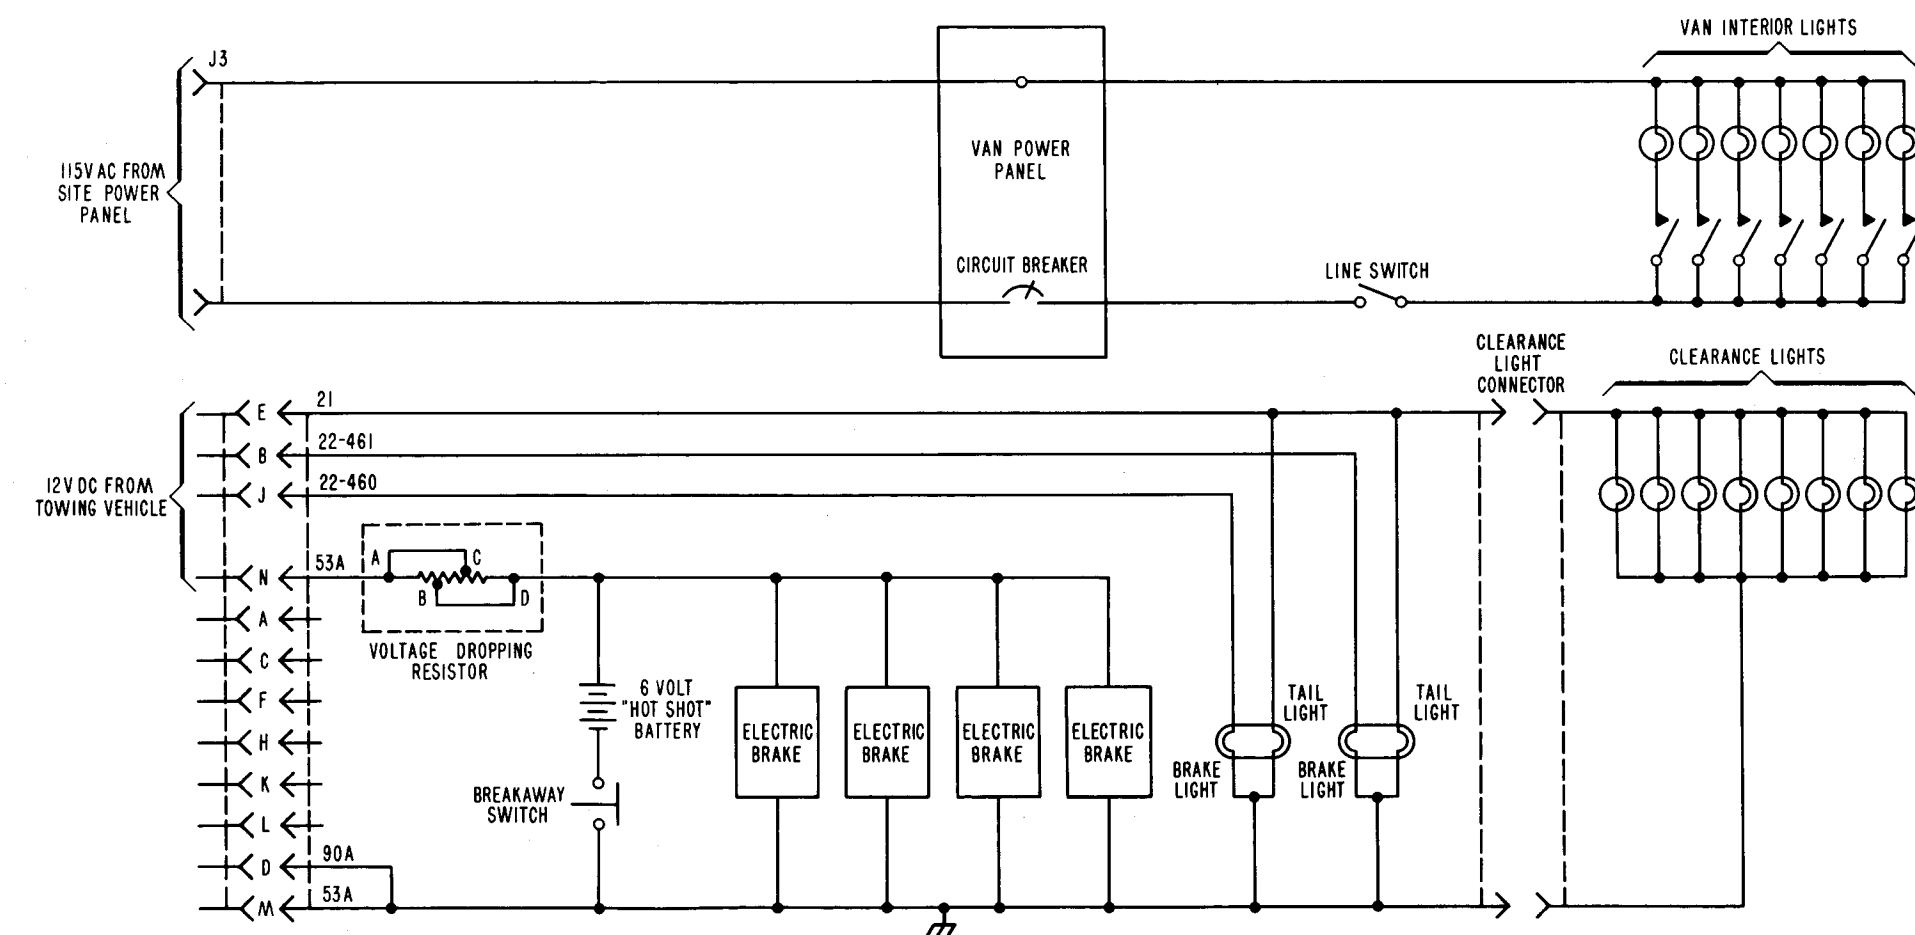 J3
VAN INTERIOR LIGHTS
115V AC FROM
SITE POWER
PANEL
VAN POWER
PANEL
CIRCUIT BREAKER
LINE SWITCH
CLEARANCE
LIGHT
CONNECTOR
CLEARANCE LIGHTS
12V DC FROM
TOWING VEHICLE
E 21
B 22-461
J 22-460
N 53A
A
C
F
H
K
L
D 90A
M 53A
A C
B D
VOLTAGE DROPPING
RESISTOR
6 VOLT
"HOT SHOT"
BATTERY
BREAKAWAY
SWITCH
ELECTRIC
BRAKE
ELECTRIC
BRAKE
ELECTRIC
BRAKE
ELECTRIC
BRAKE
TAIL
LIGHT
BRAKE
LIGHT
TAIL
LIGHT
BRAKE
LIGHT